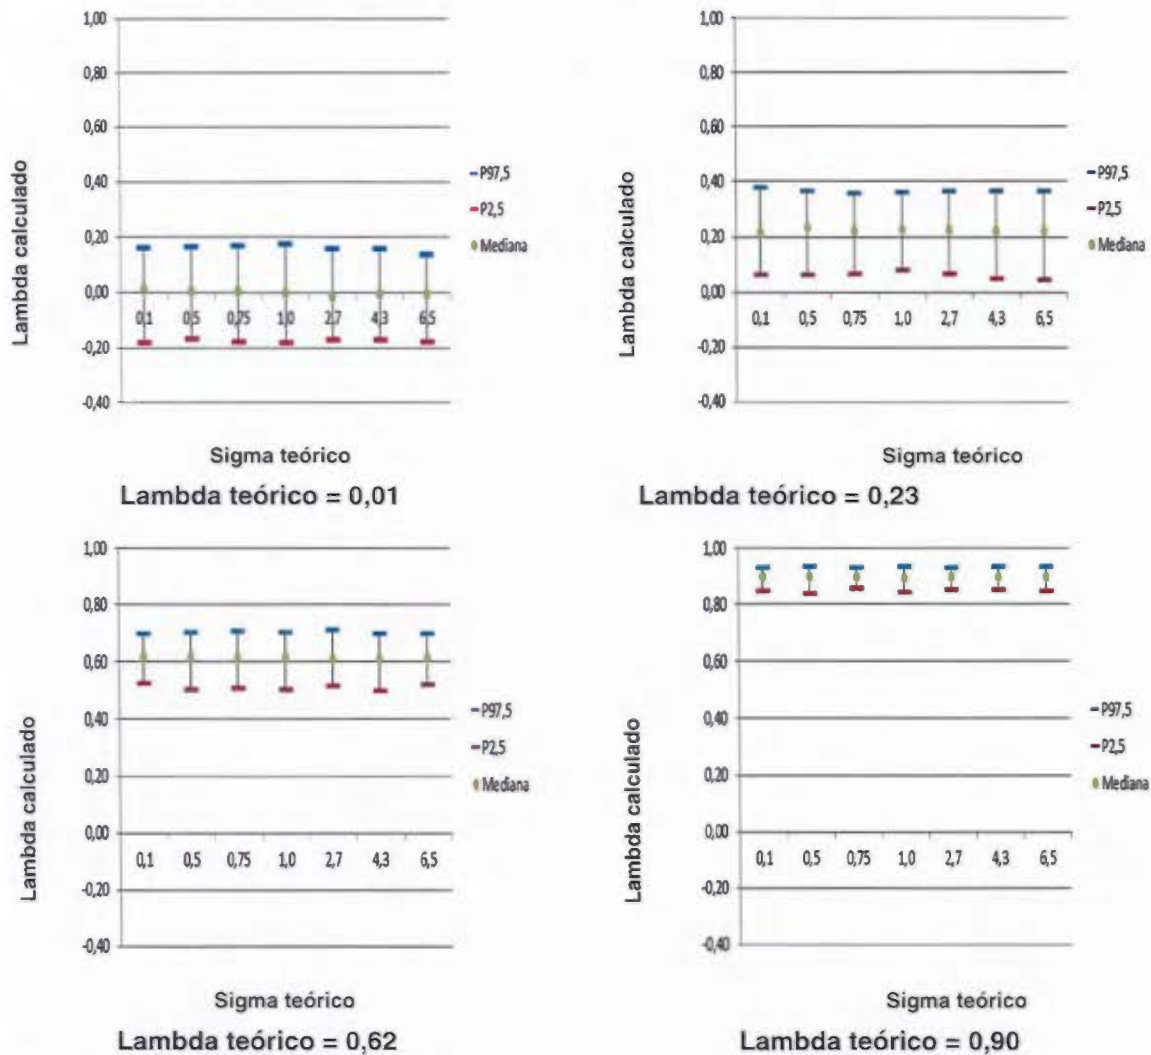 1,00
0,80
0,60
0,40
0,20
0,00
-0,20
-0,40
0,1 0,5 0,75 1,0 2,7 4,3 6,5
Lambda calculado
P97,5
P2,5
Mediana
Sigma teórico
Lambda teórico = 0,01
1,00
0,80
0,60
0,40
0,20
0,00
-0,20
-0,40
0,1 0,5 0,75 1,0 2,7 4,3 6,5
Lambda calculado
P97,5
P2,5
Mediana
Sigma teórico
Lambda teórico = 0,23
1,00
0,80
0,60
0,40
0,20
0,00
-0,20
-0,40
0,1 0,5 0,75 1,0 2,7 4,3 6,5
Lambda calculado
P97,5
P2,5
Mediana
Sigma teórico
Lambda teórico = 0,62
1,00
0,80
0,60
0,40
0,20
0,00
-0,20
-0,40
0,1 0,5 0,75 1,0 2,7 4,3 6,5
Lambda calculado
P97,5
P2,5
Mediana
Sigma teórico
Lambda teórico = 0,90